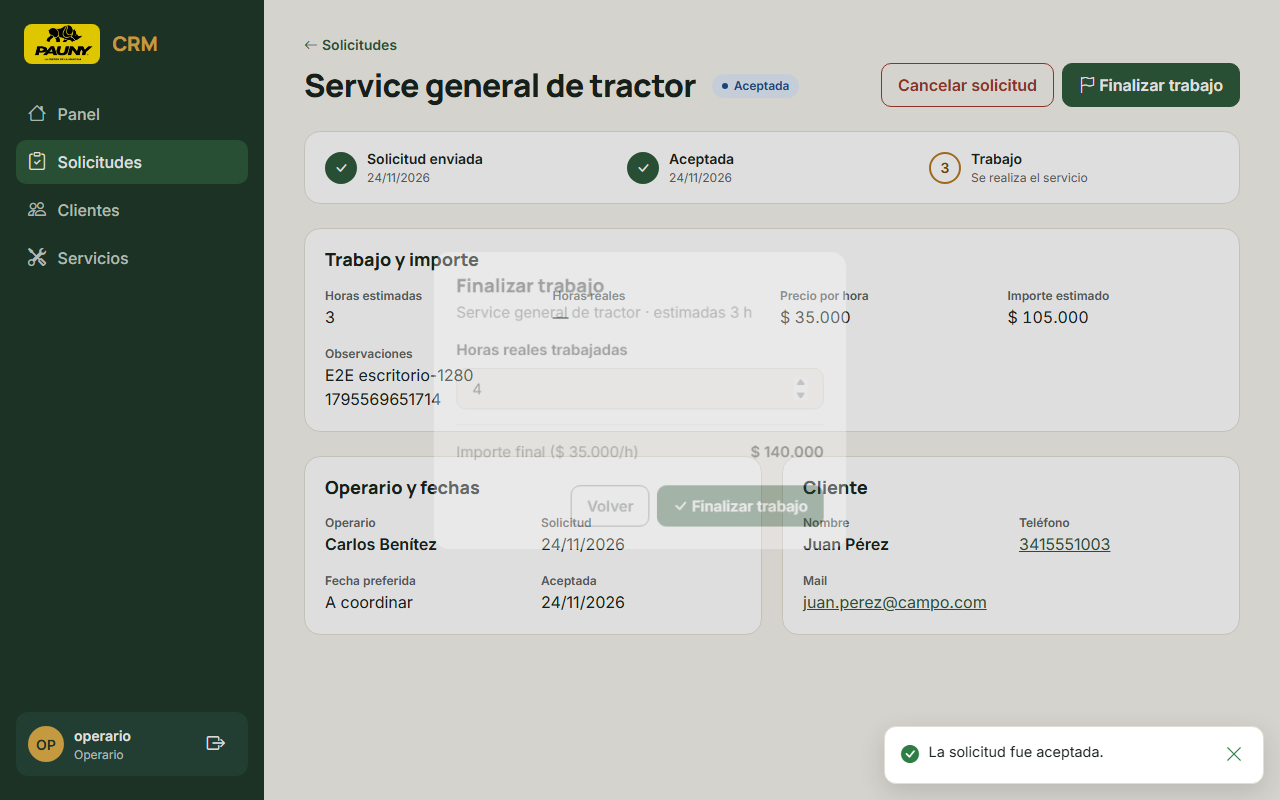 PAUNY
CRM
Panel
Solicitudes
Clientes
Servicios
OP
operario
Operario
← Solicitudes
Service general de tractor
Aceptada
Cancelar solicitud
Finalizar trabajo
Solicitud enviada
24/11/2026
Aceptada
24/11/2026
3
Trabajo
Se realiza el servicio
Trabajo y importe
Horas estimadas
3
Horas reales
—
Precio por hora
$ 35.000
Importe estimado
$ 105.000
Observaciones
E2E escritorio-1280
1795569651714
Finalizar trabajo
Service general de tractor · estimadas 3 h
Horas reales trabajadas
4
Importe final ($ 35.000/h)
$ 140.000
Volver
Finalizar trabajo
Operario y fechas
Operario
Carlos Benítez
Solicitud
24/11/2026
Fecha preferida
A coordinar
Aceptada
24/11/2026
Cliente
Nombre
Juan Pérez
Teléfono
3415551003
Mail
juan.perez@campo.com
La solicitud fue aceptada.